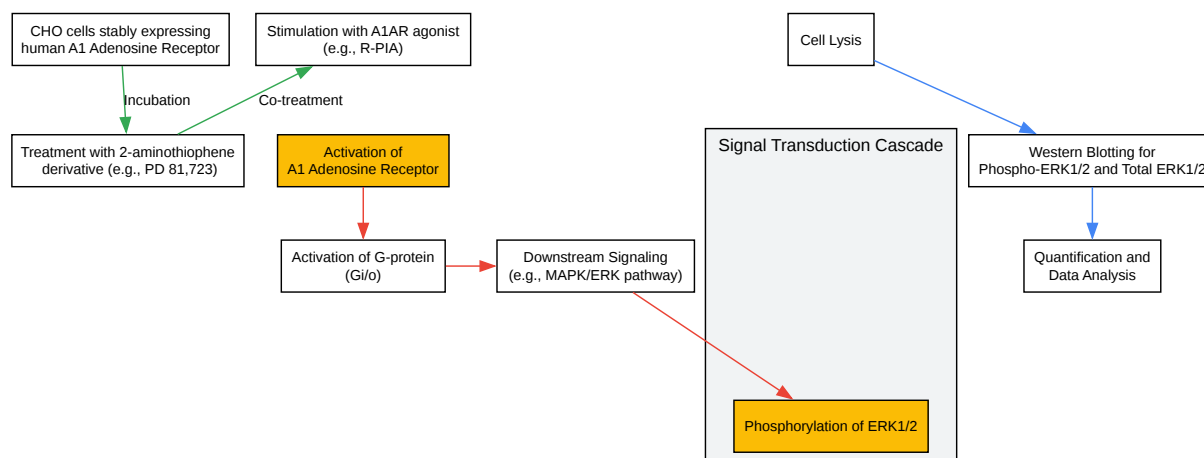 CHO cells stably expressing
human A1 Adenosine Receptor
Stimulation with A1AR agonist
(e.g., R-PIA)
Cell Lysis
Incubation
Co-treatment
Treatment with 2-aminothiophene
derivative (e.g., PD 81,723)
Activation of
A1 Adenosine Receptor
Signal Transduction Cascade
Western Blotting for
Phospho-ERK1/2 and Total ERK1/2
Activation of G-protein
(Gi/o)
Downstream Signaling
(e.g., MAPK/ERK pathway)
Quantification and
Data Analysis
Phosphorylation of ERK1/2